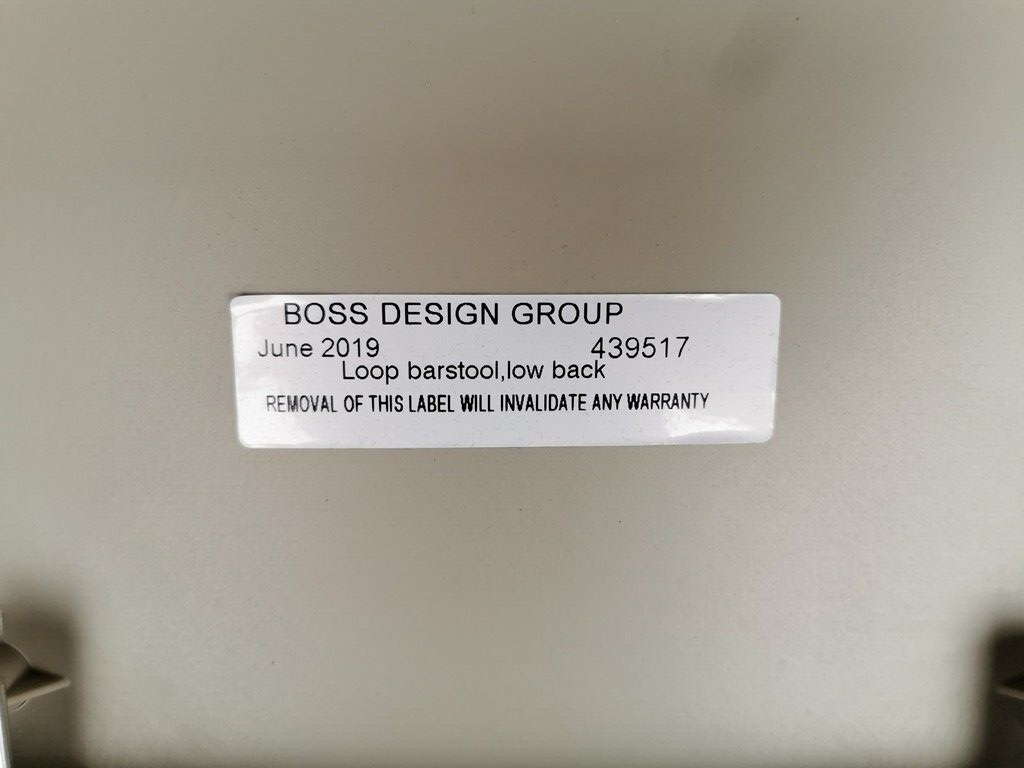 BOSS DESIGN GROUP
June 2019 439517
Loop barstool,low back
REMOVAL OF THIS LABEL WILL INVALIDATE ANY WARRANTY